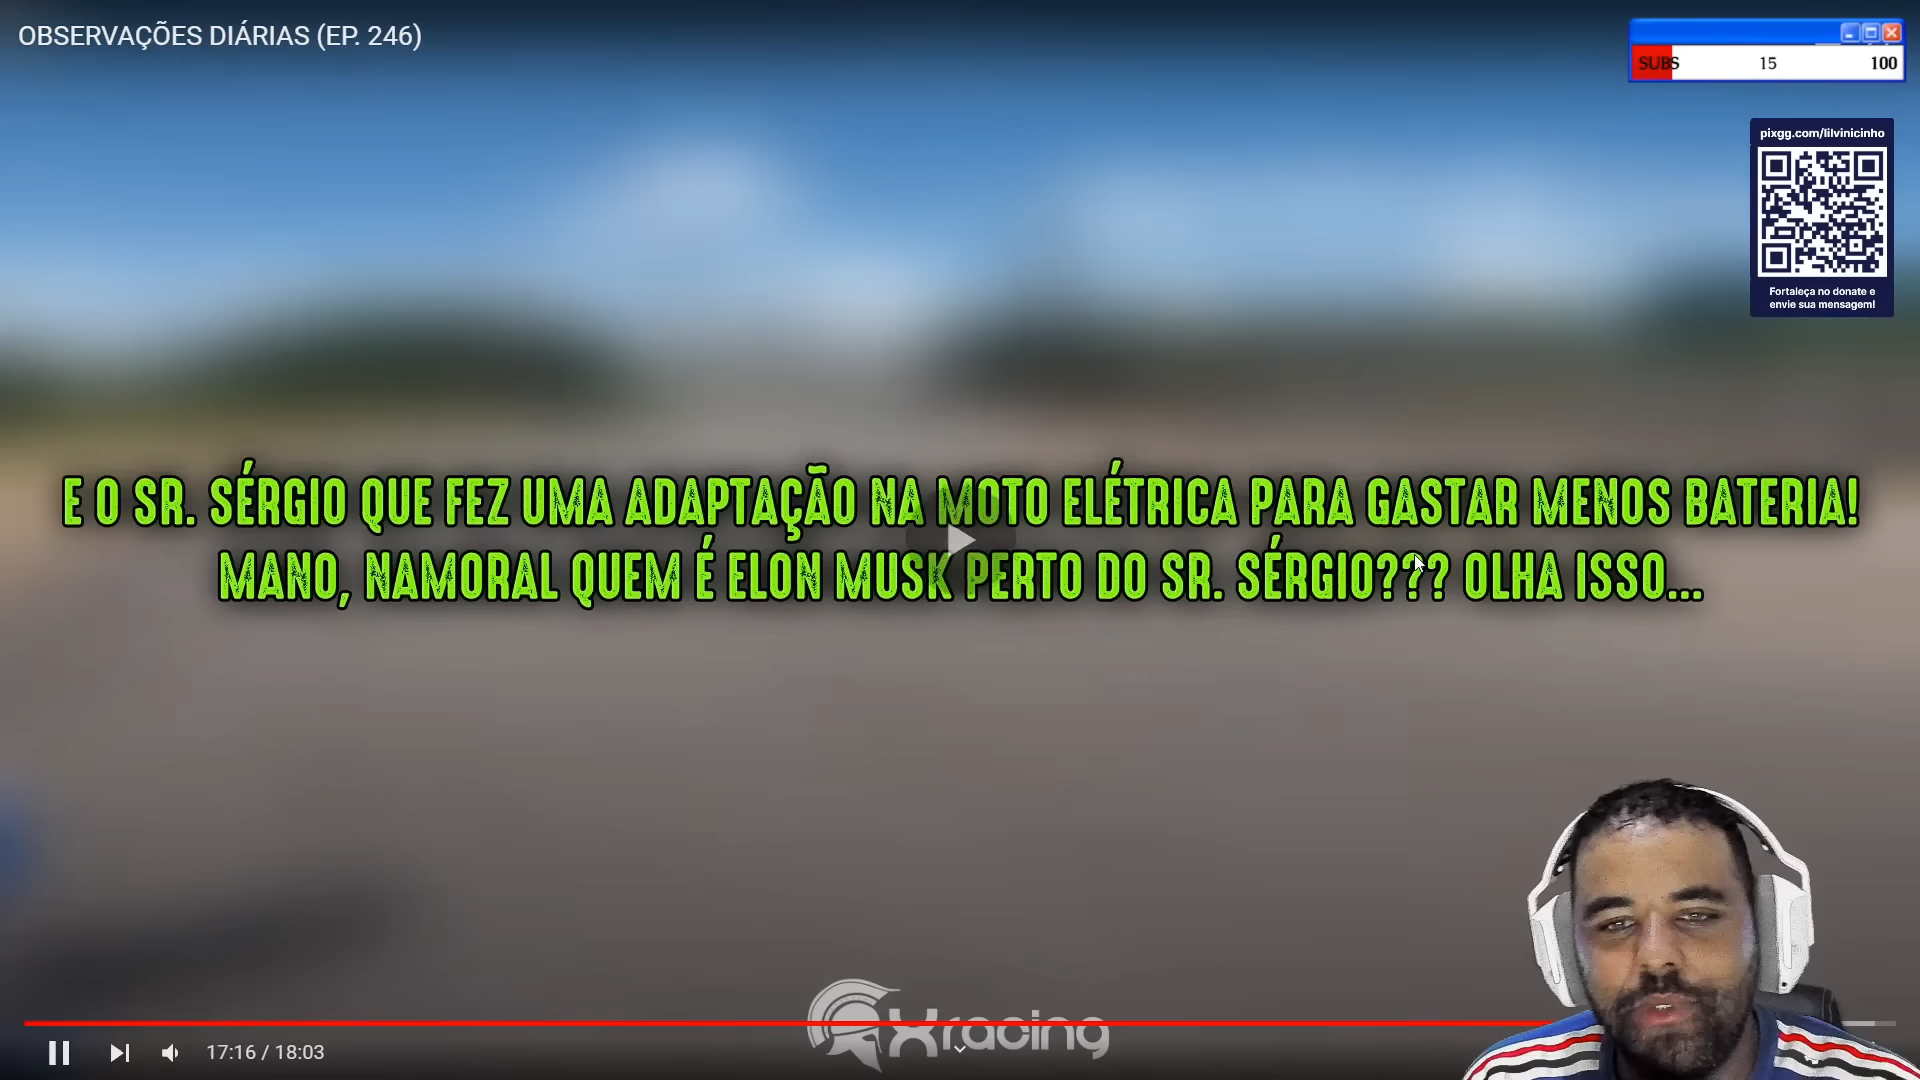 OBSERVAÇÕES DIÁRIAS (EP. 246)
SUBS 15 100
pixgg.com/lilvinicinho
Fortaleça no donate e
envie sua mensagem!
E O SR. SÉRGIO QUE FEZ UMA ADAPTAÇÃO NA MOTO ELÉTRICA PARA GASTAR MENOS BATERIA!
MANO, NAMORAL QUEM É ELON MUSK PERTO DO SR. SÉRGIO??? OLHA ISSO...
Xracing
17:16 / 18:03